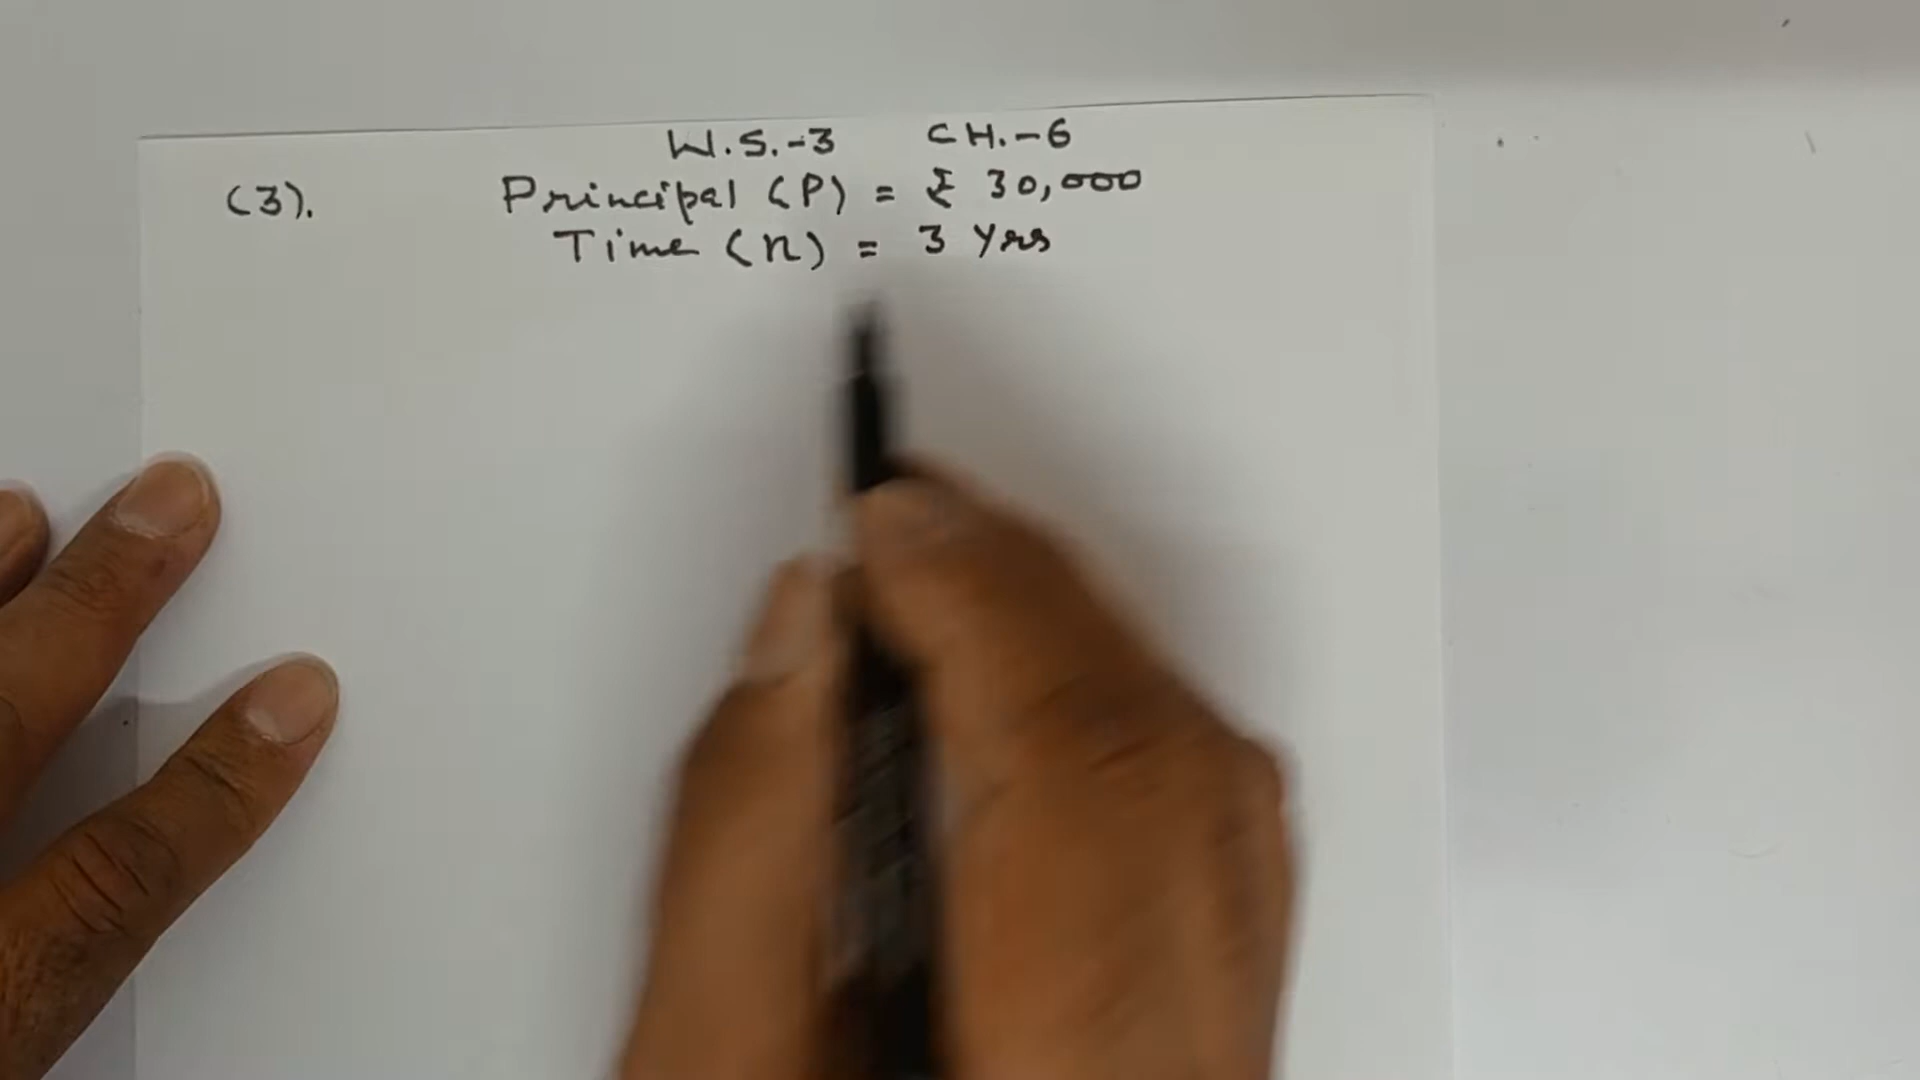 W.S.-3 CH.-6
(3). Principal (P) = ₹ 30,000
Time (n) = 3 Yrs